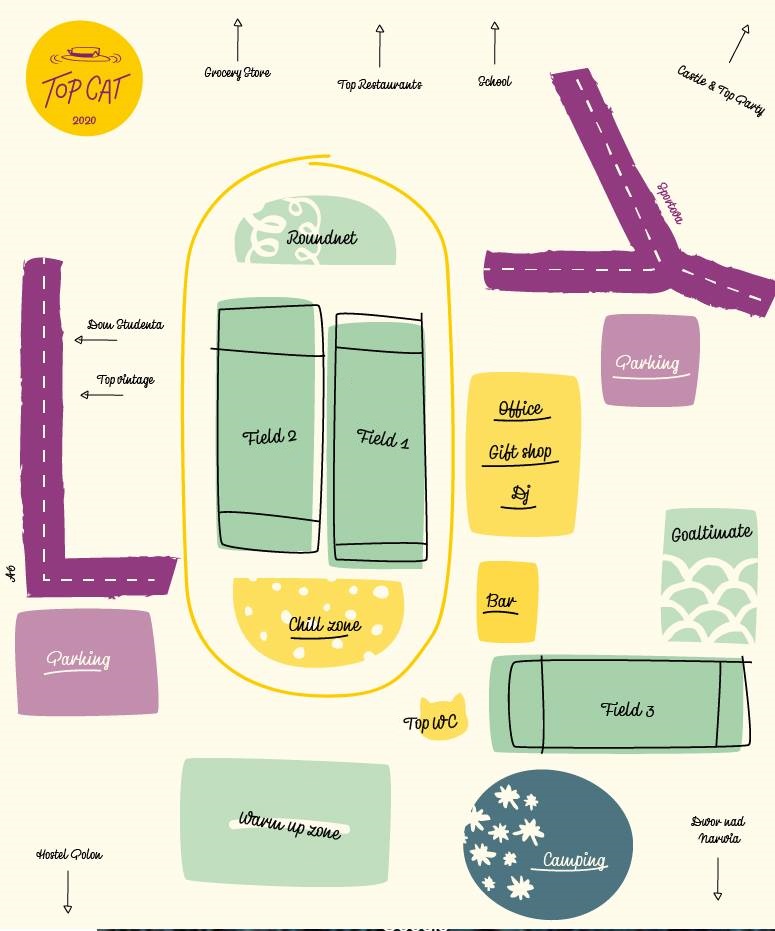 TOP CAT
2020
Grocery Store
Top Restaurants
School
Castle & Top Party
Sportova
Roundnet
Dom Studenta
Top vintage
Parking
Field 2
Field 1
Office
Gift shop
Dj
Goaltimate
A6
Bar
Chill zone
Parking
Field 3
Top WC
Warm up zone
Camping
Dwor nad
Narwia
Hostel Polon